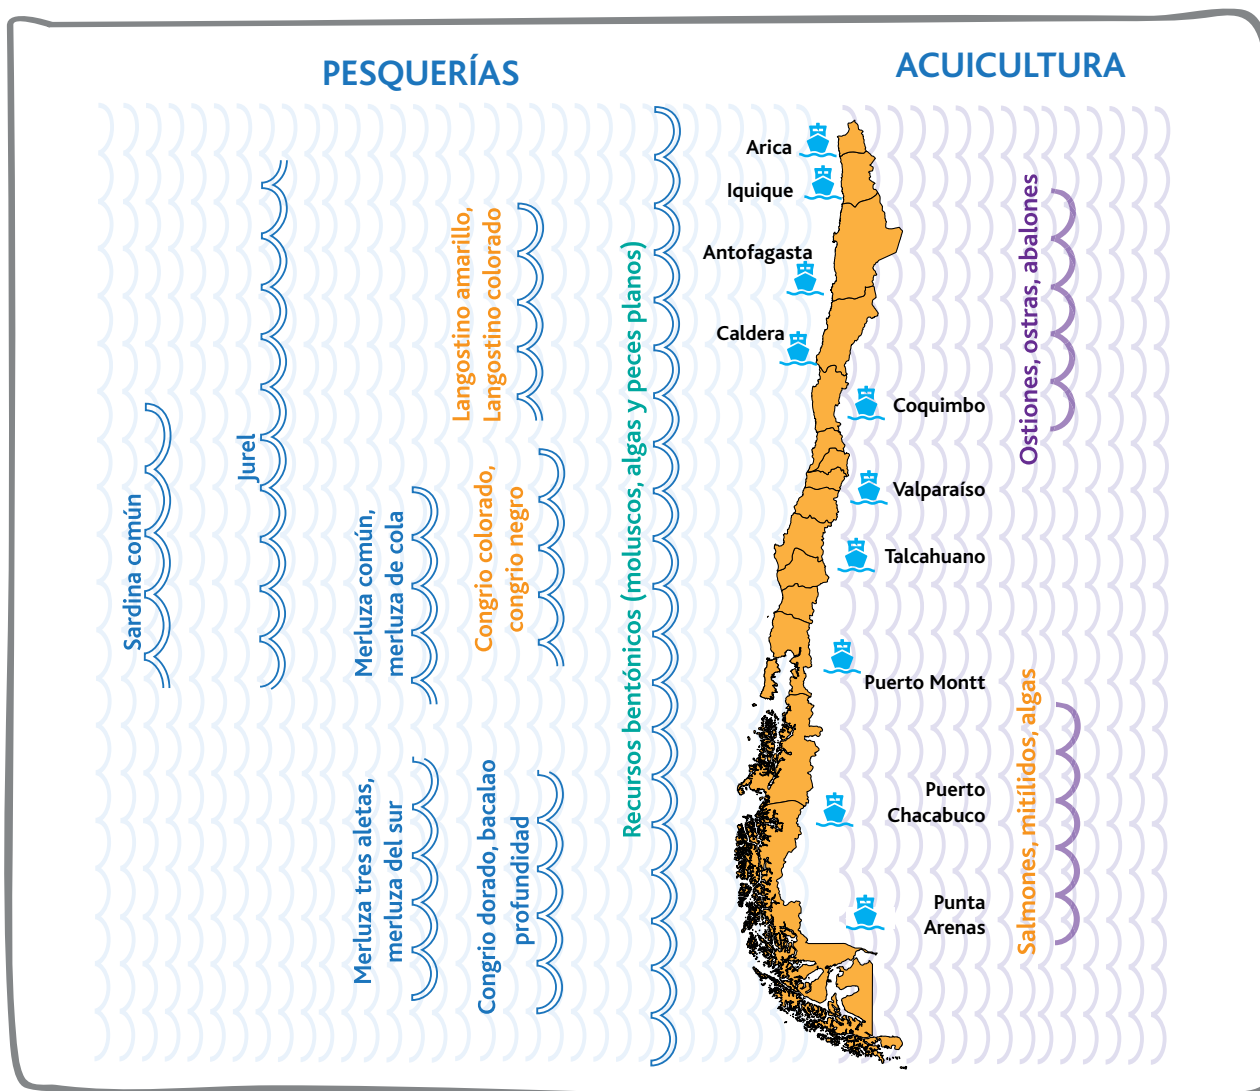 PESQUERÍAS
ACUICULTURA
Sardina común
Jurel
Merluza común,
merluza de cola
Langostino amarillo,
Langostino colorado
Congrio colorado,
congrio negro
Merluza tres aletas,
merluza del sur
Congrio dorado, bacalao
profundidad
Recursos bentónicos (moluscos, algas y peces planos)
Arica
Iquique
Antofagasta
Caldera
Coquimbo
Valparaíso
Talcahuano
Puerto Montt
Puerto
Chacabuco
Punta
Arenas
Ostiones, ostras, abalones
Salmones, mitílidos, algas